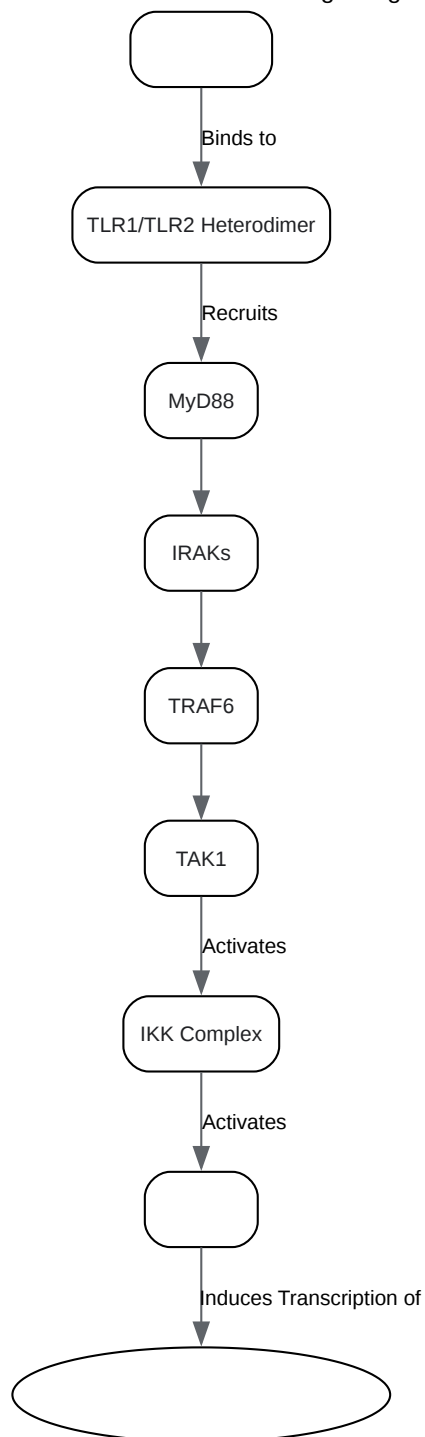 Binds to
TLR1/TLR2 Heterodimer
Recruits
MyD88
IRAKs
TRAF6
TAK1
Activates
IKK Complex
Activates
Induces Transcription of